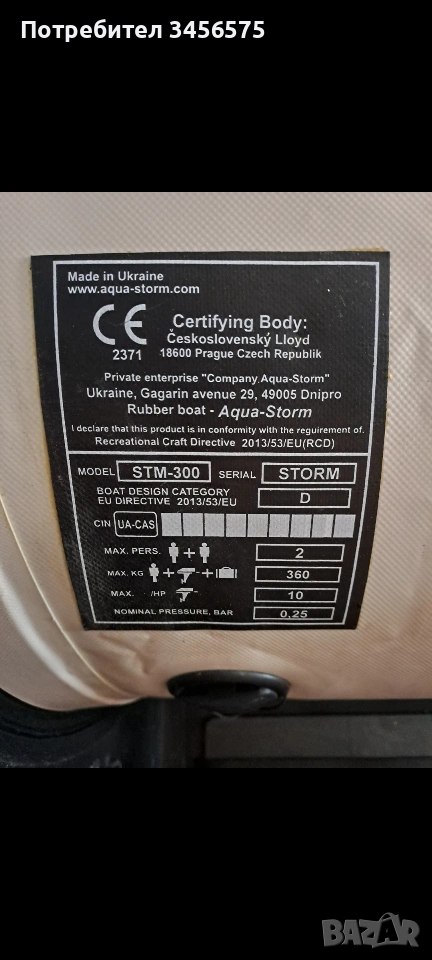 Потребител 3456575
Made in Ukraine
www.aqua-storm.com
CE
2371
Certifying Body:
Československý Lloyd
18600 Prague Czech Republik
Private enterprise "Company.Aqua-Storm"
Ukraine, Gagarin avenue 29, 49005 Dnipro
Rubber boat - Aqua-Storm
I declare that this product is in conformity with the requirement of.
Recreational Craft Directive 2013/53/EU(RCD)
MODEL STM-300 SERIAL STORM
BOAT DESIGN CATEGORY
EU DIRECTIVE 2013/53/EU D
CIN UA-CAS
MAX. PERS. + 2
MAX. KG + + 360
MAX. /HP 10
NOMINAL PRESSURE, BAR 0,25
BAZAR